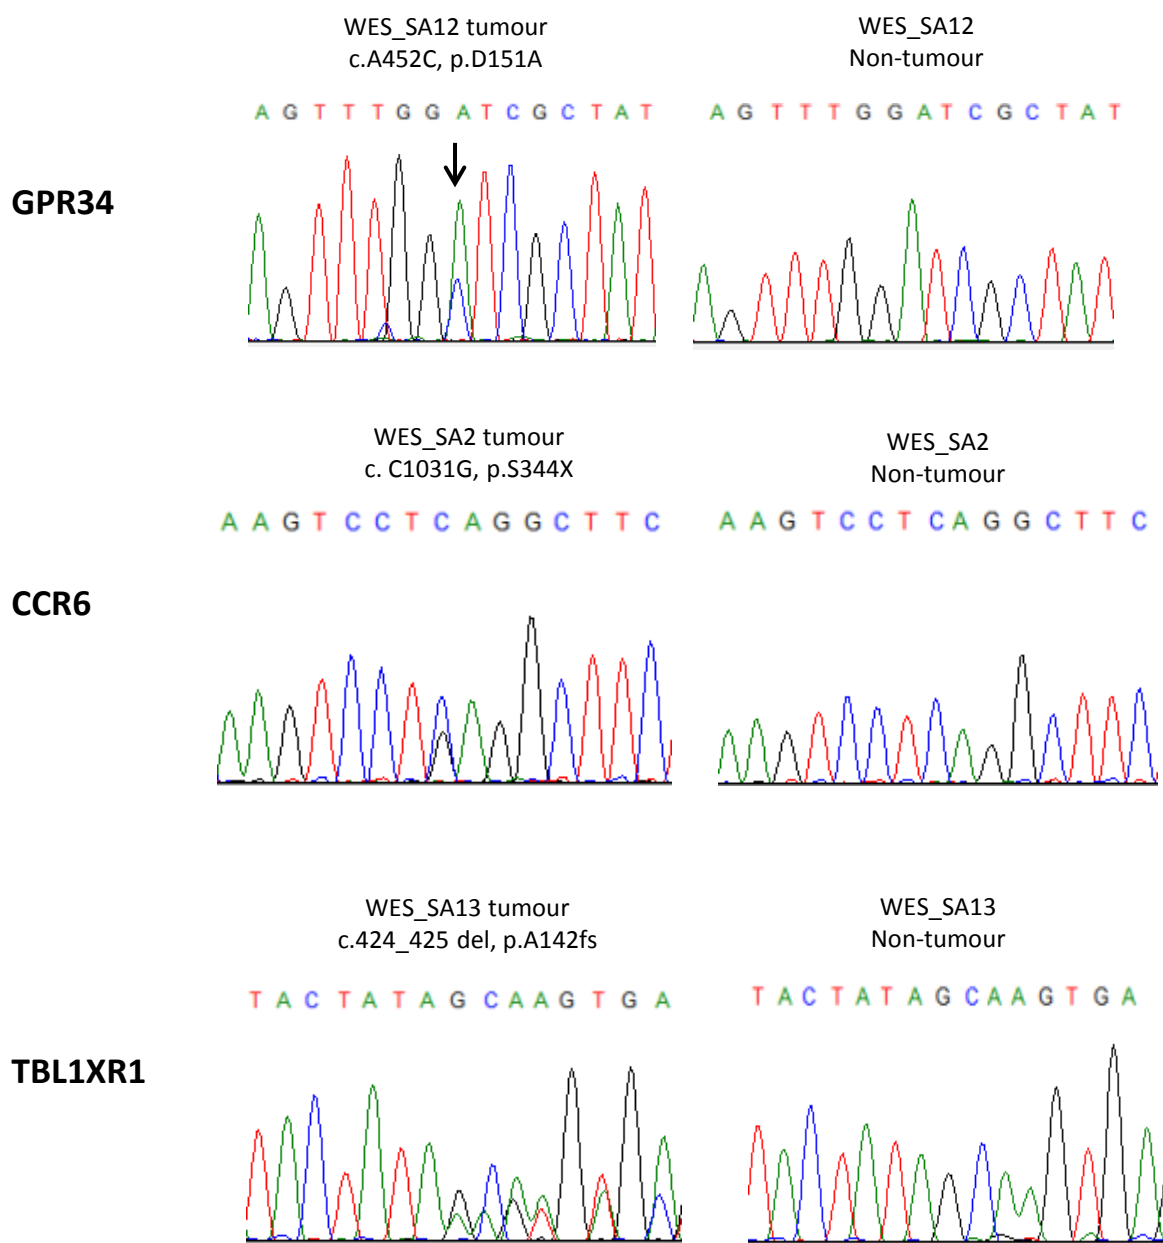 WES_SA12 tumour
c.A452C, p.D151A
WES_SA12
Non-tumour
A G T T T G G A T C G C T A T
A G T T T G G A T C G C T A T
GPR34
WES_SA2 tumour
c. C1031G, p.S344X
WES_SA2
Non-tumour
A A G T C C T C A G G C T T C
A A G T C C T C A G G C T T C
CCR6
WES_SA13 tumour
c.424_425 del, p.A142fs
WES_SA13
Non-tumour
T A C T A T A G C A A G T G A
T A C T A T A G C A A G T G A
TBL1XR1